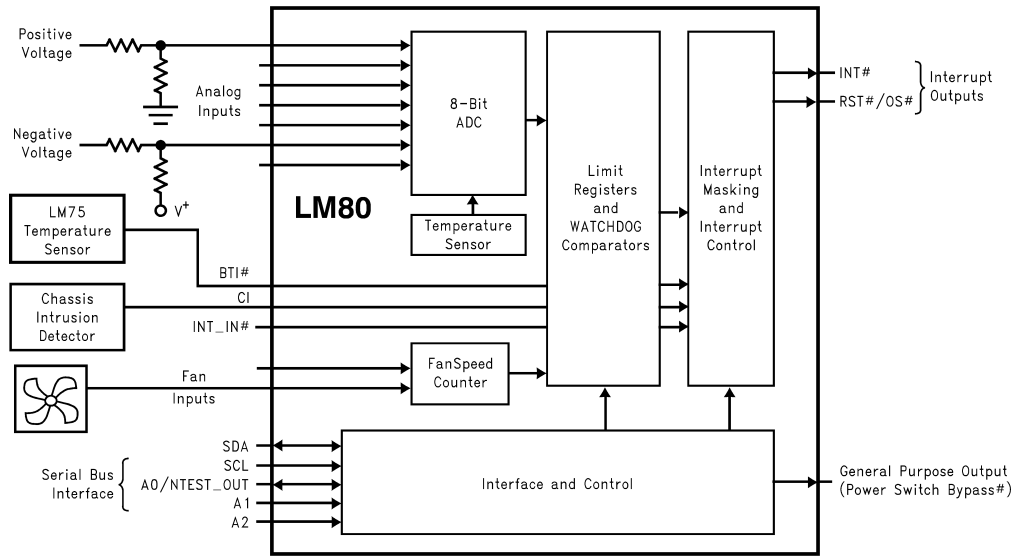 Positive
Voltage
Analog
Inputs
Negative
Voltage
V+
LM75
Temperature
Sensor
BTI#
CI
Chassis
Intrusion
Detector
INT_IN#
Fan
Inputs
SDA
SCL
A0/NTEST_OUT
A1
A2
Serial Bus
Interface
LM80
8-Bit
ADC
Temperature
Sensor
FanSpeed
Counter
Limit
Registers
and
WATCHDOG
Comparators
Interrupt
Masking
and
Interrupt
Control
Interface and Control
INT#
RST#/OS#
Interrupt
Outputs
General Purpose Output
(Power Switch Bypass#)